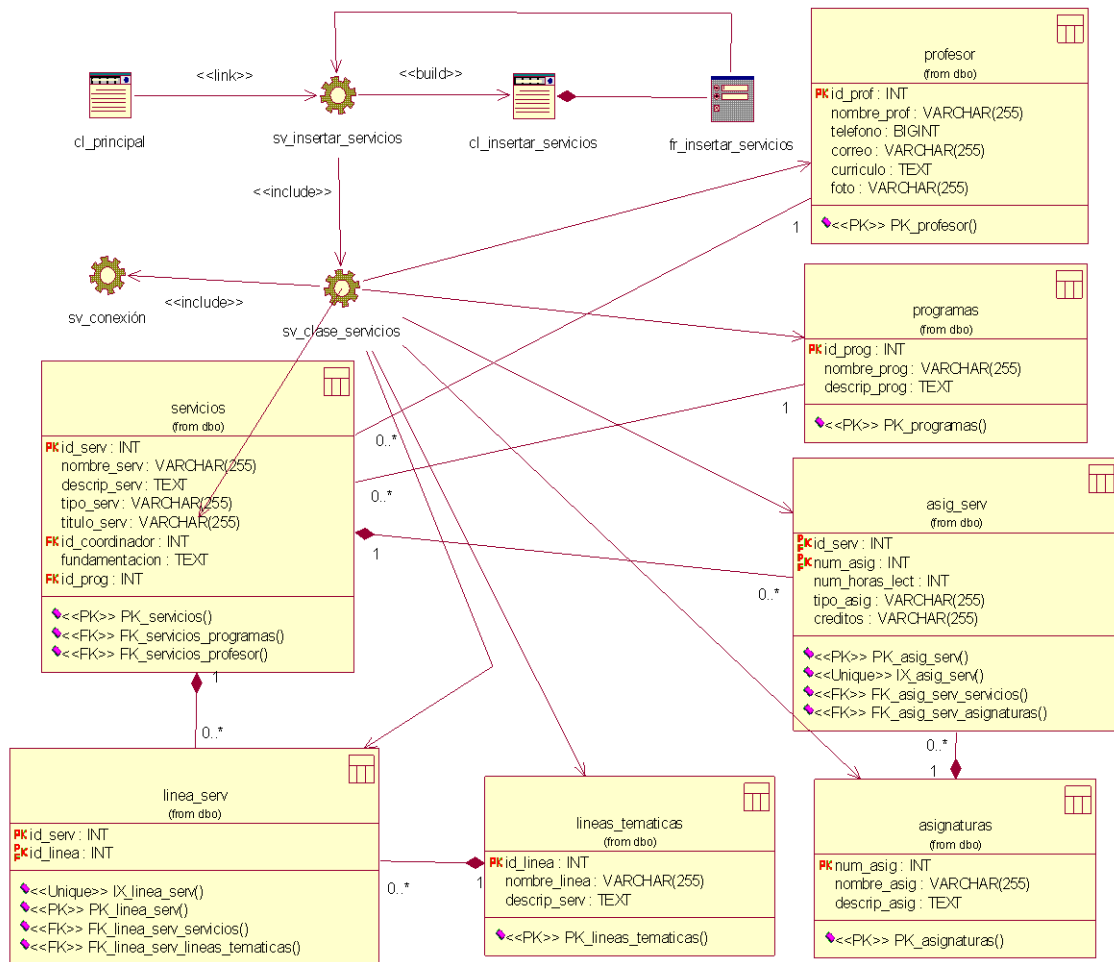 <<link>>
<<build>>
cl_principal
sv_insertar_servicios
cl_insertar_servicios
fr_insertar_servicios
<<include>>
<<include>>
sv_conexión
sv_clase_servicios
profesor
(from dbo)
PK id_prof : INT
nombre_prof : VARCHAR(255)
telefono : BIGINT
correo : VARCHAR(255)
curriculo : TEXT
foto : VARCHAR(255)
<<PK>> PK_profesor()
1
programas
(from dbo)
PK id_prog : INT
nombre_prog : VARCHAR(255)
descrip_prog : TEXT
<<PK>> PK_programas()
1
servicios
(from dbo)
PK id_serv : INT
nombre_serv : VARCHAR(255)
descrip_serv : TEXT
tipo_serv : VARCHAR(255)
titulo_serv : VARCHAR(255)
FK id_coordinador : INT
fundamentacion : TEXT
FK id_prog : INT
<<PK>> PK_servicios()
<<FK>> FK_servicios_programas()
<<FK>> FK_servicios_profesor()
0..*
0..*
1
0..*
1
0..*
asig_serv
(from dbo)
PF id_serv : INT
PFK num_asig : INT
num_horas_lect : INT
tipo_asig : VARCHAR(255)
creditos : VARCHAR(255)
<<PK>> PK_asig_serv()
<<Unique>> IX_asig_serv()
<<FK>> FK_asig_serv_servicios()
<<FK>> FK_asig_serv_asignaturas()
0..*
1
linea_serv
(from dbo)
PK id_serv : INT
PF id_linea : INT
<<Unique>> IX_linea_serv()
<<PK>> PK_linea_serv()
<<FK>> FK_linea_serv_servicios()
<<FK>> FK_linea_serv_lineas_tematicas()
0..*
1
lineas_tematicas
(from dbo)
PK id_linea : INT
nombre_linea : VARCHAR(255)
descrip_serv : TEXT
<<PK>> PK_lineas_tematicas()
asignaturas
(from dbo)
PK num_asig : INT
nombre_asig : VARCHAR(255)
descrip_asig : TEXT
<<PK>> PK_asignaturas()